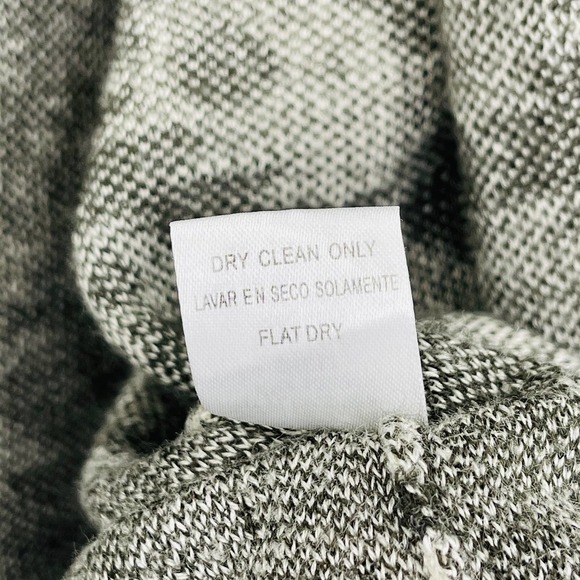 DRY CLEAN ONLY
LAVAR EN SECO SOLAMENTE
FLAT DRY